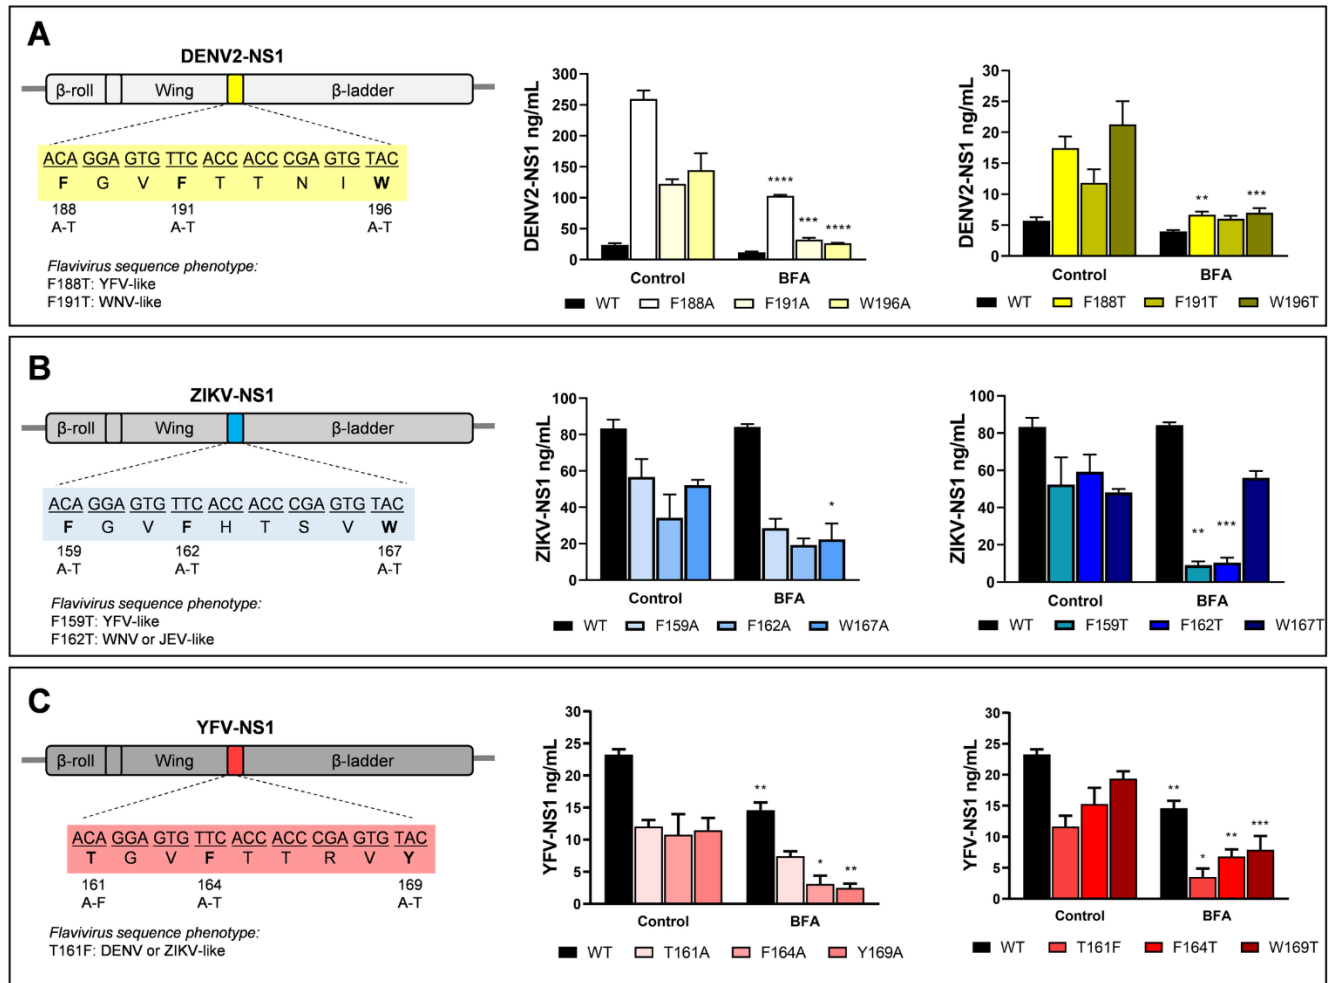 A
DENV2-NS1
β-roll Wing β-ladder
ACA GGA GTG TTC ACC ACC CGA GTG TAC
F G V F T T N I W
188 191 196
A-T A-T A-T
Flavivirus sequence phenotype:
F188T: YFV-like
F191T: WNV-like
DENV2-NS1 ng/mL
300
250
200
150
100
50
0
**** *** ****
Control BFA
WT F188A F191A W196A
DENV2-NS1 ng/mL
30
25
20
15
10
5
0
** ***
Control BFA
WT F188T F191T W196T
B
ZIKV-NS1
β-roll Wing β-ladder
ACA GGA GTG TTC ACC ACC CGA GTG TAC
F G V F H T S V W
159 162 167
A-T A-T A-T
Flavivirus sequence phenotype:
F159T: YFV-like
F162T: WNV or JEV-like
ZIKV-NS1 ng/mL
100
80
60
40
20
0
*
Control BFA
WT F159A F162A W167A
ZIKV-NS1 ng/mL
100
80
60
40
20
0
** ***
Control BFA
WT F159T F162T W167T
C
YFV-NS1
β-roll Wing β-ladder
ACA GGA GTG TTC ACC ACC CGA GTG TAC
T G V F T T R V Y
161 164 169
A-F A-T A-T
Flavivirus sequence phenotype:
T161F: DENV or ZIKV-like
YFV-NS1 ng/mL
30
25
20
15
10
5
0
** * **
Control BFA
WT T161A F164A Y169A
YFV-NS1 ng/mL
30
25
20
15
10
5
0
** * ** ***
Control BFA
WT T161F F164T W169T